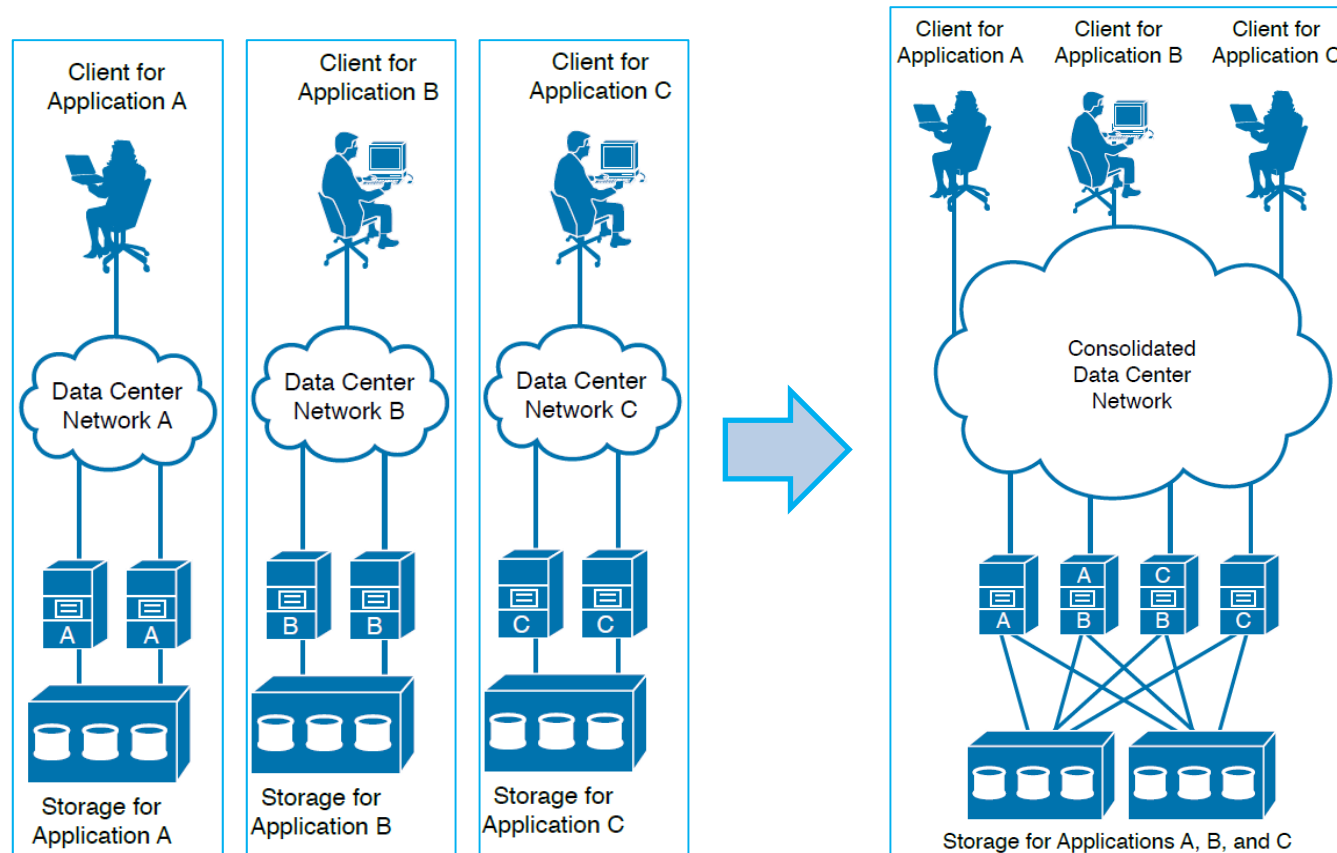 Client for
Application A
Data Center
Network A
A
A
Storage for
Application A
Client for
Application B
Data Center
Network B
B
B
Storage for
Application B
Client for
Application C
Data Center
Network C
C
C
Storage for
Application C
Client for
Application A
Client for
Application B
Client for
Application C
Consolidated
Data Center
Network
A C
A B B C
Storage for Applications A, B, and C